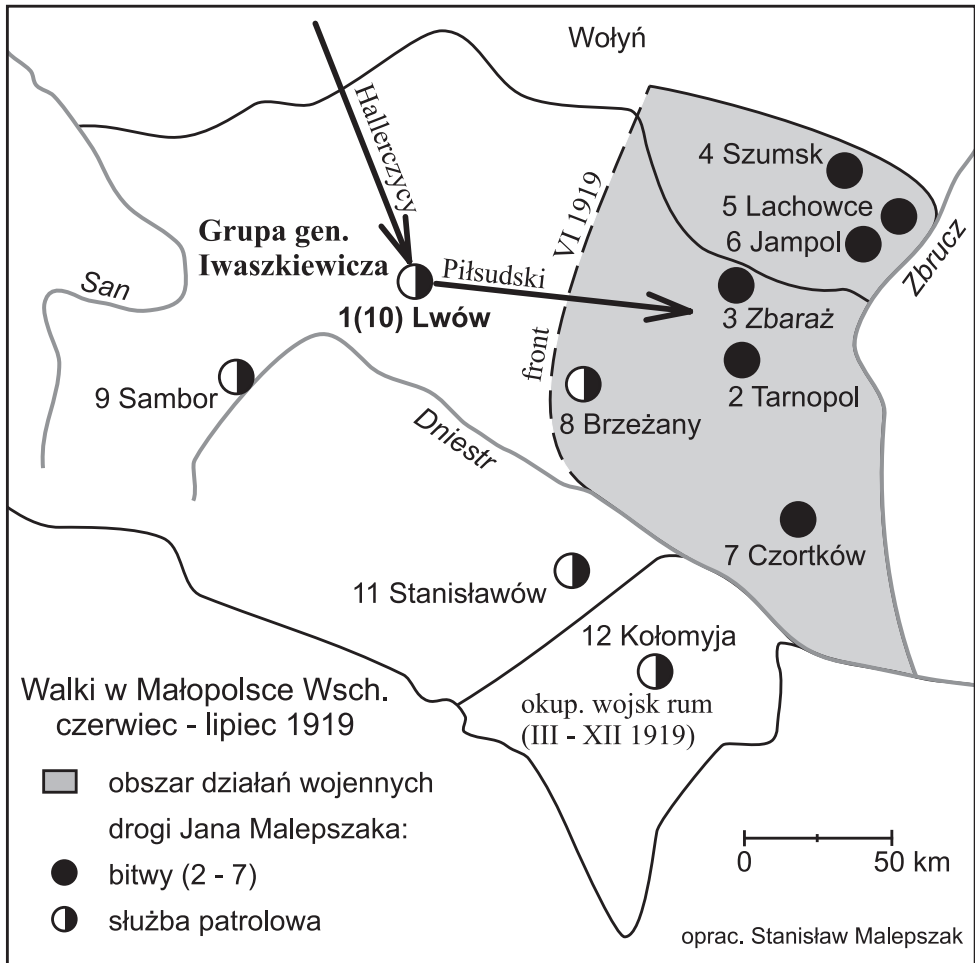 Wołyń
Hallerczycy
4 Szumsk
5 Lachowce
6 Jampol
Zbrucz
VI 1919
front
Grupa gen.
Iwaszkiewicza
Piłsudski
San
1(10) Lwów
3 Zbaraż
9 Sambor
2 Tarnopol
8 Brzeżany
Dniestr
7 Czortków
11 Stanisławów
12 Kołomyja
okup. wojsk rum
(III - XII 1919)
Walki w Małopolsce Wsch.
czerwiec - lipiec 1919
obszar działań wojennych
drogi Jana Malepszaka:
bitwy (2 - 7)
służba patrolowa
0 50 km
oprac. Stanisław Malepszak